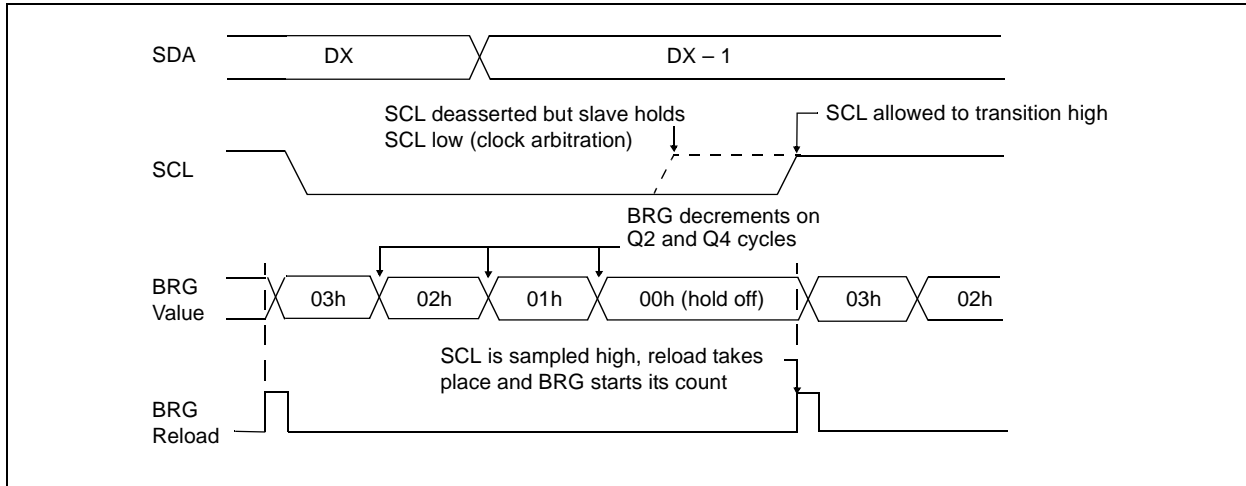 SDA
DX
DX – 1
SCL deasserted but slave holds
SCL low (clock arbitration)
SCL allowed to transition high
SCL
BRG decrements on
Q2 and Q4 cycles
BRG
Value
03h
02h
01h
00h (hold off)
03h
02h
SCL is sampled high, reload takes
place and BRG starts its count
BRG
Reload